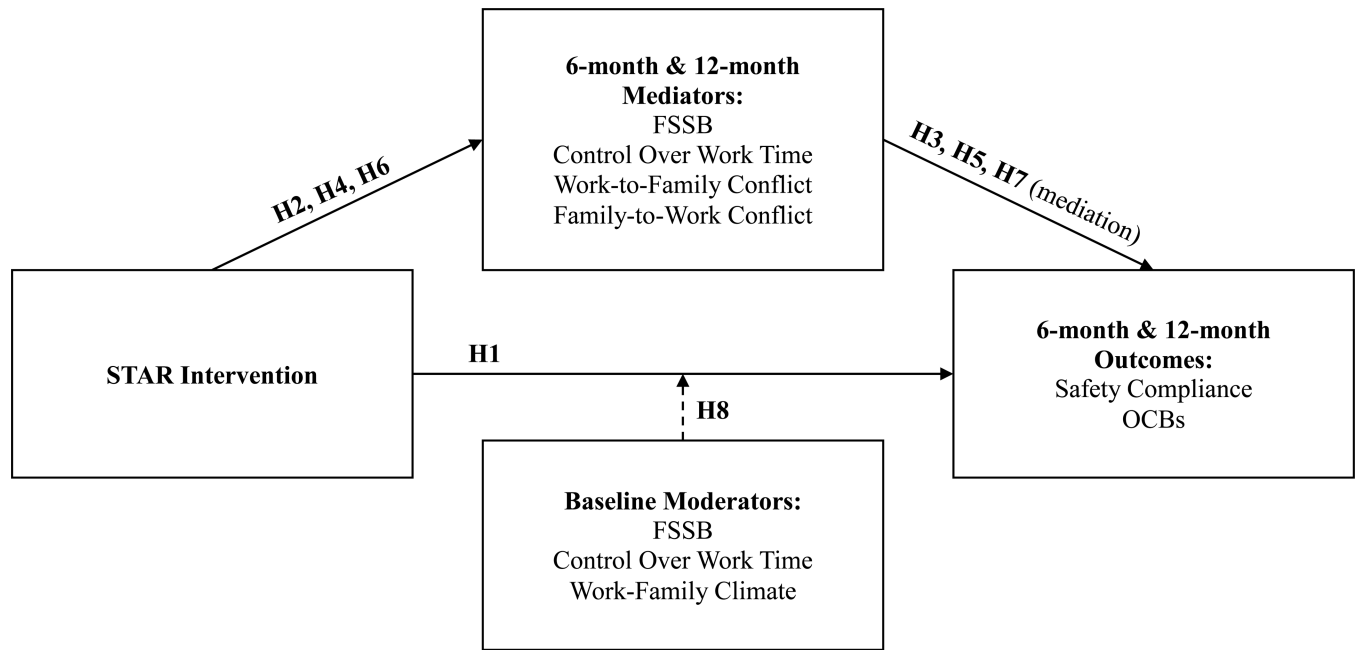 6-month & 12-month
Mediators:
FSSB
Control Over Work Time
Work-to-Family Conflict
Family-to-Work Conflict
H2, H4, H6
H3, H5, H7 (mediation)
STAR Intervention
H1
6-month & 12-month
Outcomes:
Safety Compliance
OCBs
H8
Baseline Moderators:
FSSB
Control Over Work Time
Work-Family Climate